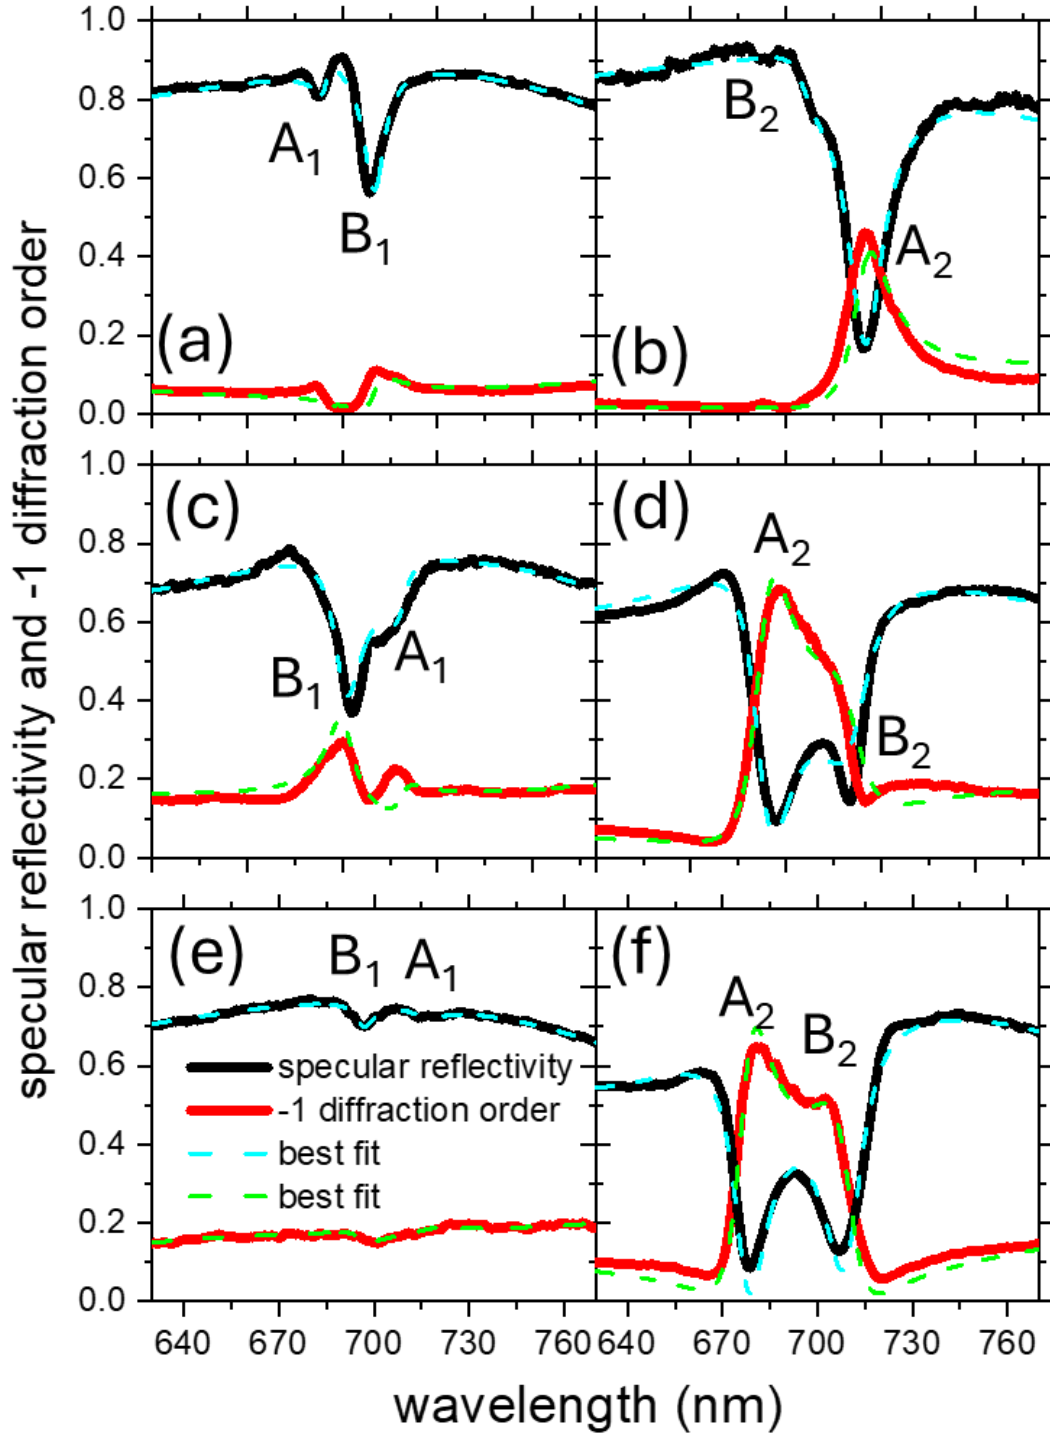 specular reflectivity and -1 diffraction order
1.0
0.8
0.6
0.4
0.2
0.0
A1
B1
(a)
B2
A2
(b)
1.0
0.8
0.6
0.4
0.2
0.0
(c)
B1
A1
(d)
A2
B2
1.0
0.8
0.6
0.4
0.2
0.0
(e)
B1 A1
specular reflectivity
-1 diffraction order
best fit
best fit
(f)
A2
B2
640 670 700 730 760 640 670 700 730 760
wavelength (nm)